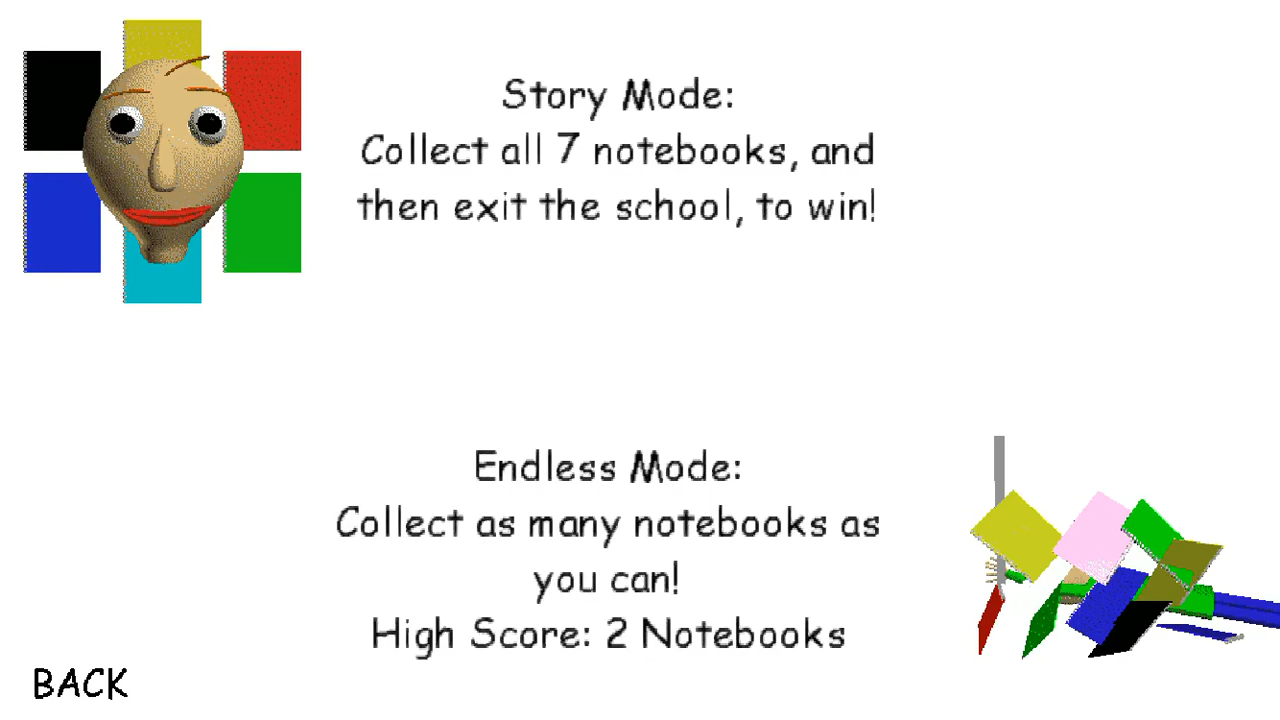 Story Mode:
Collect all 7 notebooks, and
then exit the school, to win!
Endless Mode:
Collect as many notebooks as
you can!
High Score: 2 Notebooks
BACK